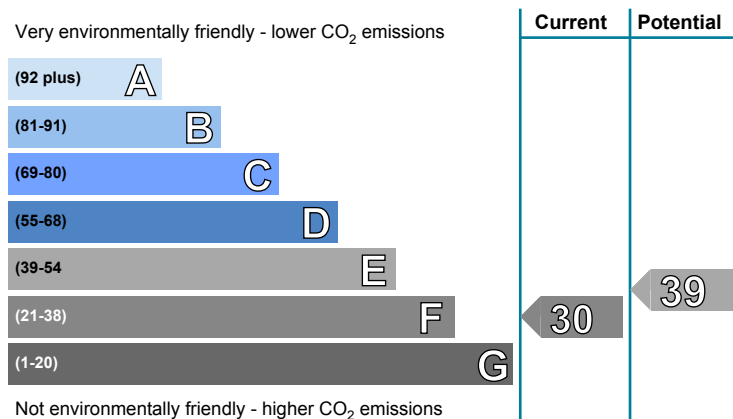 Very environmentally friendly - lower CO₂ emissions
Current
Potential
(92 plus) A
(81-91) B
(69-80) C
(55-68) D
(39-54 E
(21-38) F
(1-20) G
30
39
Not environmentally friendly - higher CO₂ emissions